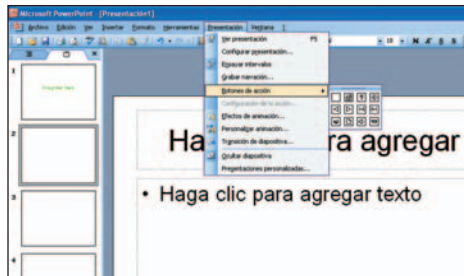 Microsoft PowerPoint - [Presentación1]
Archivo Edición Ver Insertar Formato Herramientas Presentación Ventana ?
Ver presentación F5
Configurar presentación...
Ensayar intervalos
Grabar narración...
Botones de acción
Configuración de la acción...
Efectos de animación...
Personalizar animación...
Transición de diapositiva...
Ocultar diapositiva
Presentaciones personalizadas...
18
N K S S
1
2
3
4
Ha
ra agregar
• Haga clic para agregar texto